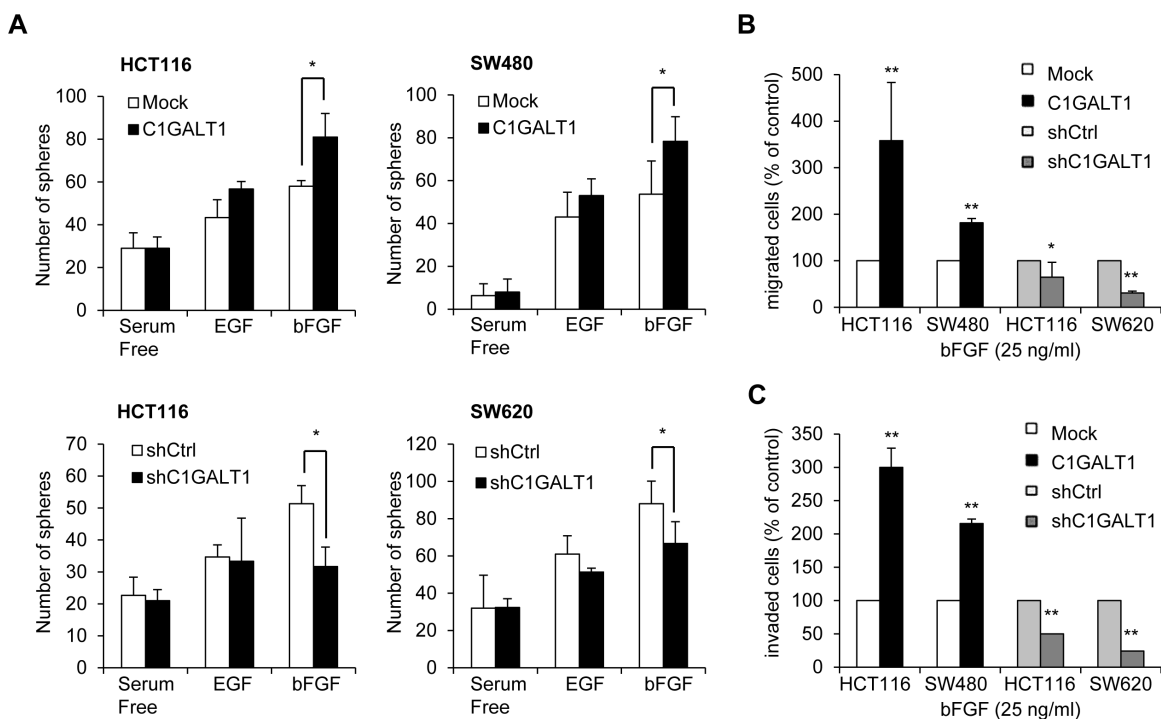 A
HCT116
Mock
C1GALT1
*
Number of spheres
100
80
60
40
20
0
Serum Free
EGF
bFGF
SW480
Mock
C1GALT1
*
Number of spheres
100
80
60
40
20
0
Serum Free
EGF
bFGF
HCT116
shCtrl
shC1GALT1
*
Number of spheres
70
60
50
40
30
20
10
0
Serum Free
EGF
bFGF
SW620
shCtrl
shC1GALT1
*
Number of spheres
120
100
80
60
40
20
0
Serum Free
EGF
bFGF
B
Mock
C1GALT1
shCtrl
shC1GALT1
migrated cells (% of control)
500
400
300
200
100
0
**
**
*
**
HCT116
SW480
HCT116
SW620
bFGF (25 ng/ml)
C
Mock
C1GALT1
shCtrl
shC1GALT1
invaded cells (% of control)
350
300
250
200
150
100
50
0
**
**
**
**
HCT116
SW480
HCT116
SW620
bFGF (25 ng/ml)